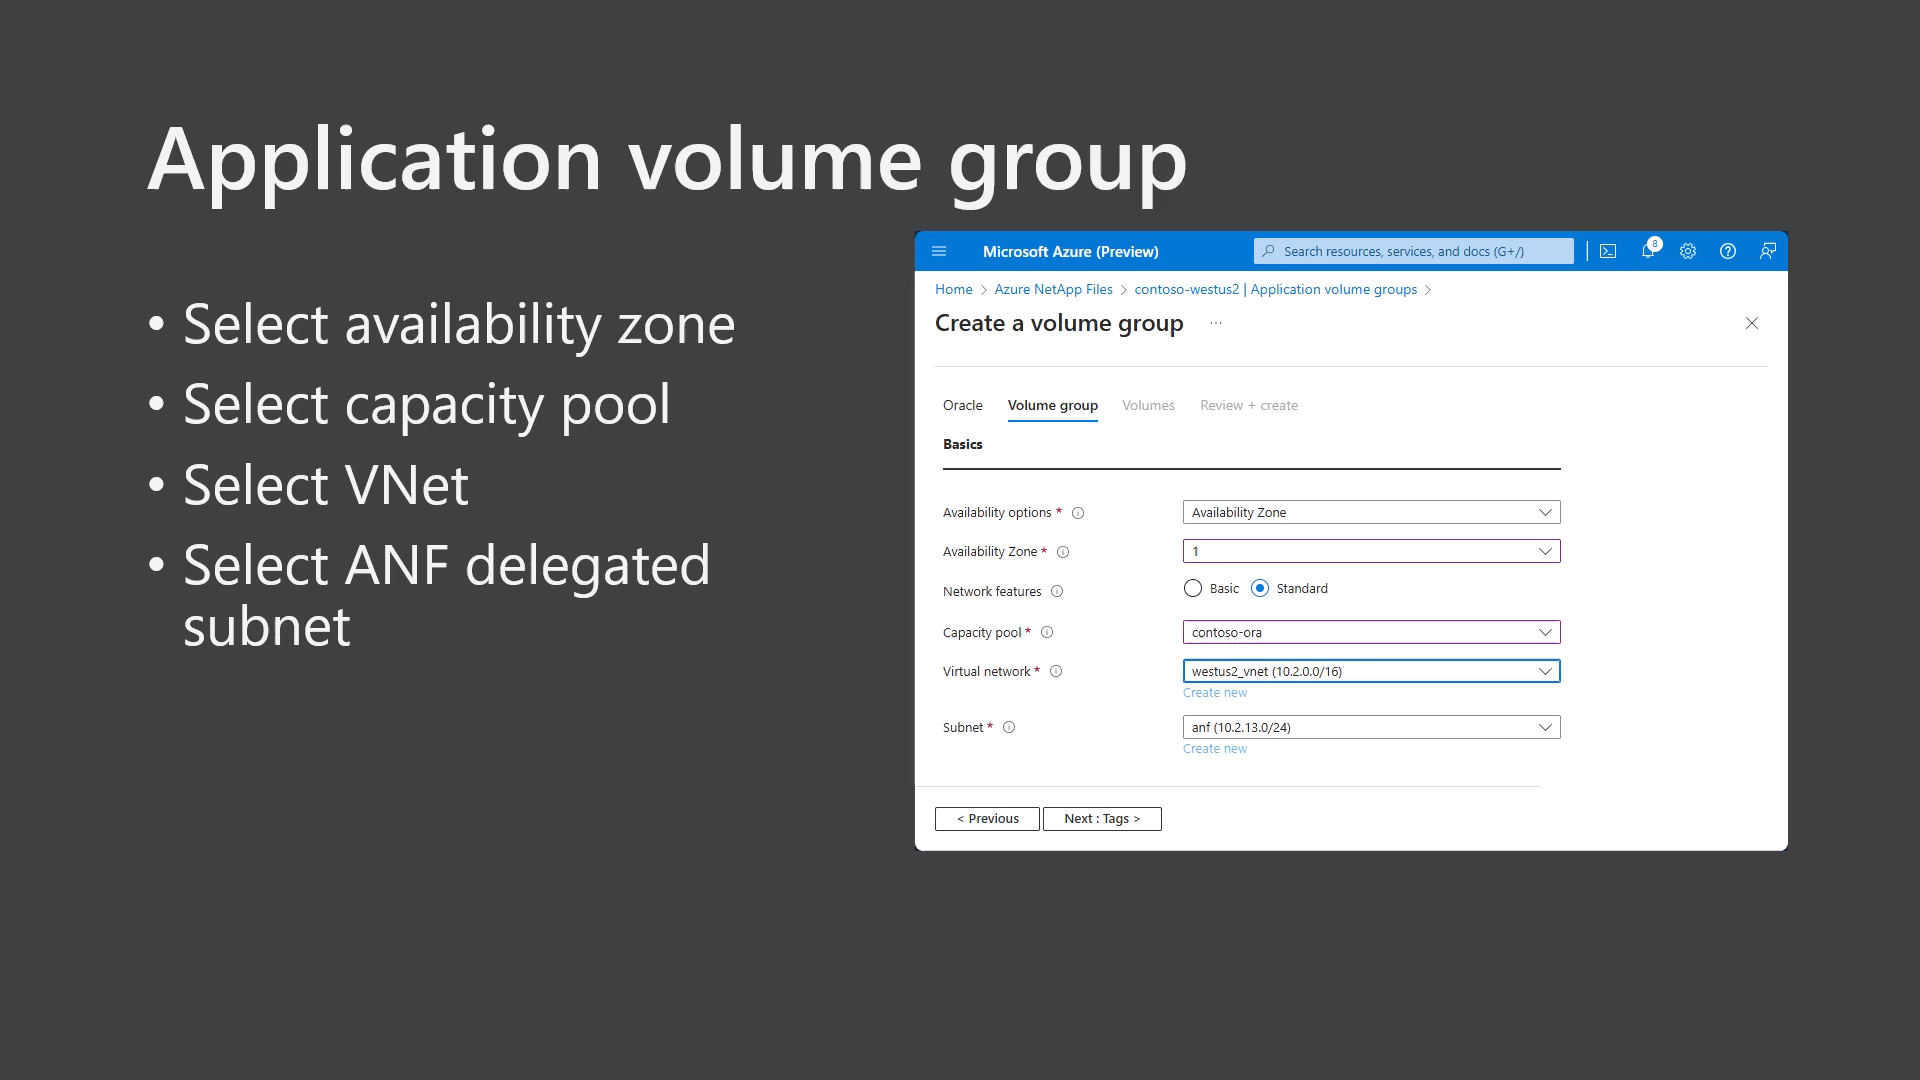 Application volume group
• Select availability zone
• Select capacity pool
• Select VNet
• Select ANF delegated
subnet
Microsoft Azure (Preview)
Search resources, services, and docs (G+/)
8
Home > Azure NetApp Files > contoso-westus2 | Application volume groups >
Create a volume group ...
Oracle Volume group Volumes Review + create
Basics
Availability options * Availability Zone
Availability Zone * 1
Network features Basic Standard
Capacity pool * contoso-ora
Virtual network * westus2_vnet (10.2.0.0/16)
Create new
Subnet * anf (10.2.13.0/24)
Create new
< Previous Next : Tags >